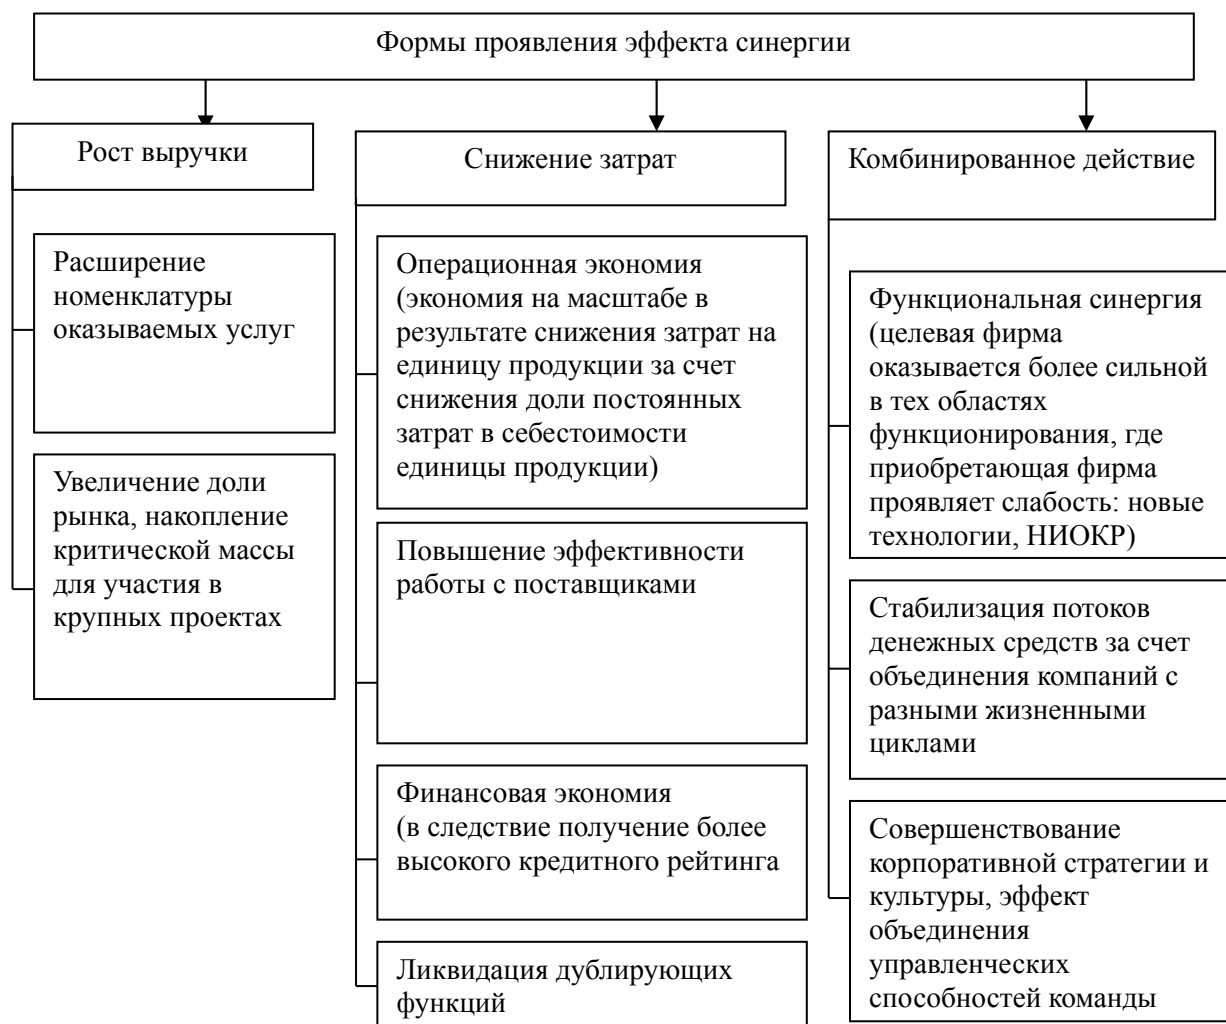 Формы проявления эффекта синергии
Рост выручки
Расширение
номенклатуры
оказываемых услуг
Увеличение доли
рынка, накопление
критической массы
для участия в
крупных проектах
Снижение затрат
Операционная экономия
(экономия на масштабе в
результате снижения затрат на
единицу продукции за счет
снижения доли постоянных
затрат в себестоимости
единицы продукции)
Повышение эффективности
работы с поставщиками
Финансовая экономия
(в следствие получение более
высокого кредитного рейтинга
Ликвидация дублирующих
функций
Комбинированное действие
Функциональная синергия
(целевая фирма
оказывается более сильной
в тех областях
функционирования, где
приобретающая фирма
проявляет слабость: новые
технологии, НИОКР)
Стабилизация потоков
денежных средств за счет
объединения компаний с
разными жизненными
циклами
Совершенствование
корпоративной стратегии и
культуры, эффект
объединения
управленческих
способностей команды